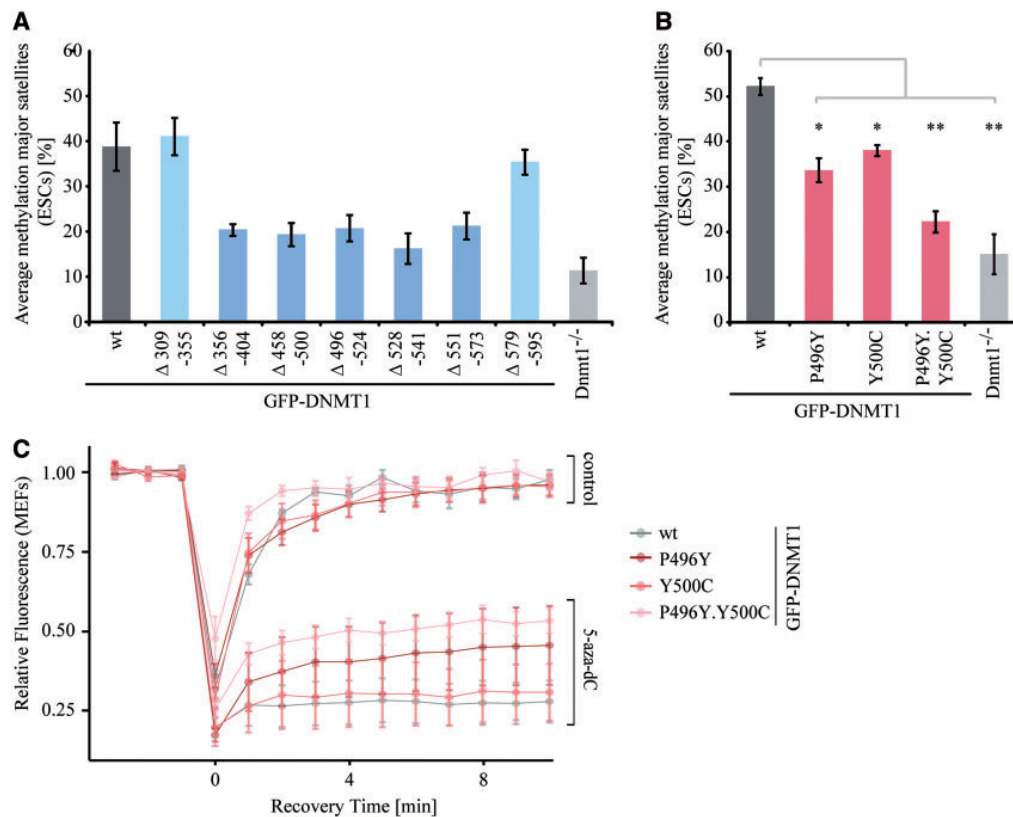 A
Average methylation major satellites
(ESCs) [%]
60
50
40
30
20
10
0
wt
Δ 309
-355
Δ 356
-404
Δ 458
-500
Δ 496
-524
Δ 528
-541
Δ 551
-573
Δ 579
-595
Dnmt1-/-
GFP-DNMT1
B
Average methylation major satellites
(ESCs) [%]
60
50
40
30
20
10
0
* * ** **
wt
P496Y
Y500C
P496Y.
Y500C
Dnmt1-/-
GFP-DNMT1
C
Relative Fluorescence (MEFs)
1.00
0.75
0.50
0.25
0 4 8
Recovery Time [min]
control
5-aza-dC
wt
P496Y
Y500C
P496Y.Y500C
GFP-DNMT1